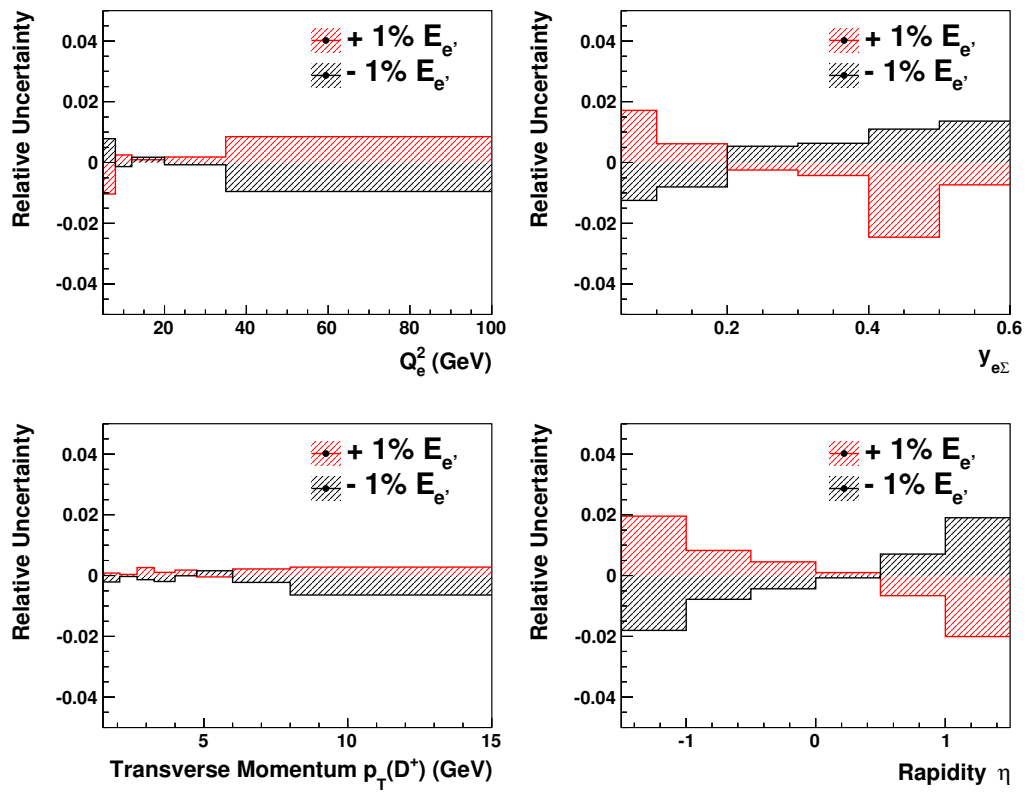 Relative Uncertainty
0.04
0.02
0
-0.02
-0.04
+ 1% E_e'
- 1% E_e'
20 40 60 80 100
Q²_e (GeV)
Relative Uncertainty
0.04
0.02
0
-0.02
-0.04
+ 1% E_e'
- 1% E_e'
0.2 0.4 0.6
y_eΣ
Relative Uncertainty
0.04
0.02
0
-0.02
-0.04
+ 1% E_e'
- 1% E_e'
5 10 15
Transverse Momentum p_T(D⁺) (GeV)
Relative Uncertainty
0.04
0.02
0
-0.02
-0.04
+ 1% E_e'
- 1% E_e'
-1 0 1
Rapidity η